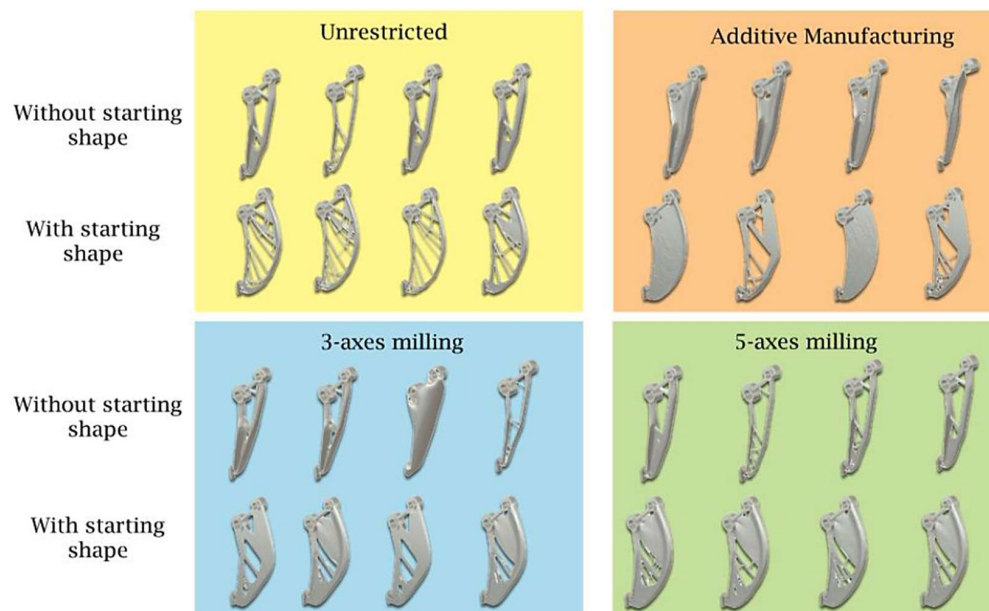 Unrestricted
Additive Manufacturing
Without starting
shape
With starting
shape
3-axes milling
5-axes milling
Without starting
shape
With starting
shape